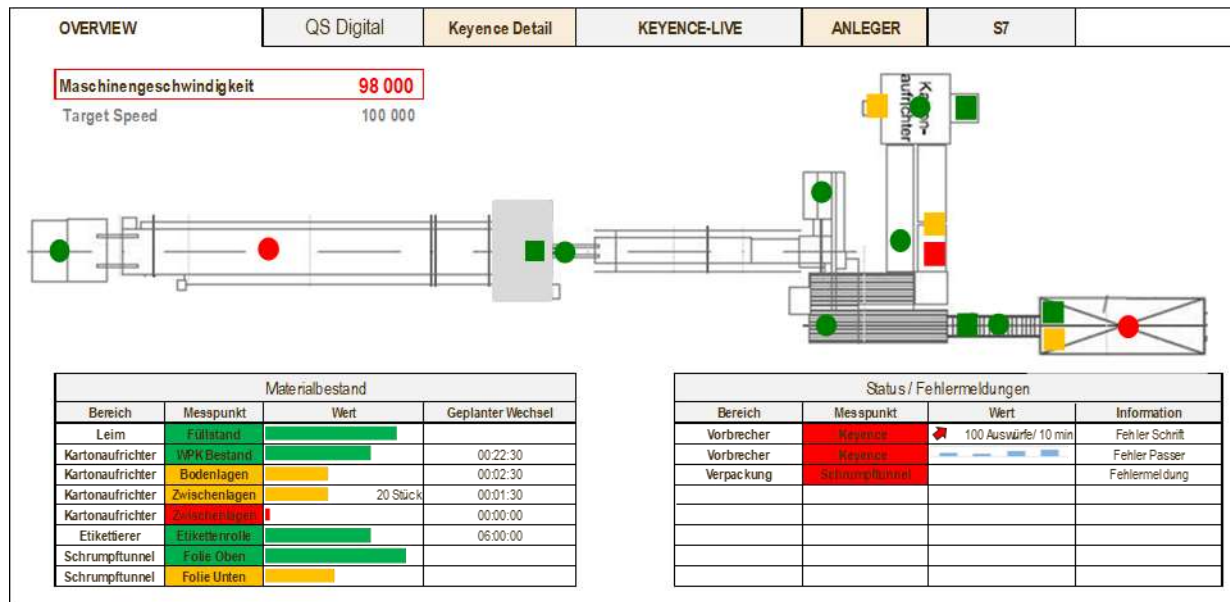 OVERVIEW QS Digital Keyence Detail KEYENCE-LIVE ANLEGER S7
Maschinengeschwindigkeit 98 000
Target Speed 100 000
Materialbestand
Bereich Messpunkt Wert Geplanter Wechsel
Leim Füllstand
Kartonaufrichter WPK Bestand 00:22:30
Kartonaufrichter Bodenlagen 00:02:30
Kartonaufrichter Zwischenlagen 20 Stück 00:01:30
Kartonaufrichter Zwischenlagen 00:00:00
Etikettierer Etikettenrolle 06:00:00
Schrumpftunnel Folie Oben
Schrumpftunnel Folie Unten
Status / Fehlermeldungen
Bereich Messpunkt Wert Information
Vorbrecher Keyence 100 Auswürfe/ 10 min Fehler Schrift
Vorbrecher Keyence Fehler Passer
Verpackung Schrumpftunnel Fehlermeldung